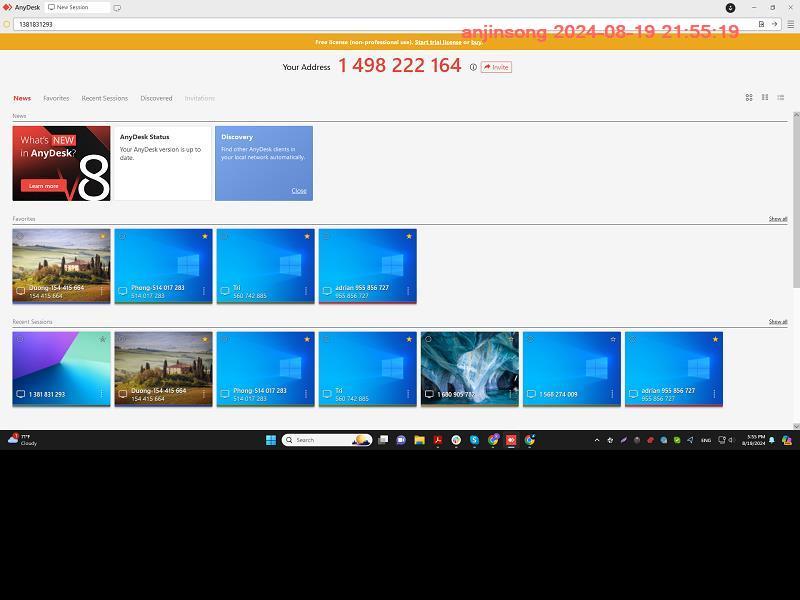 AnyDesk
New Session
1381831293
anjinsong 2024-08-19 21:55:19
Free license (non-professional use). Start trial license or buy.
Your Address 1 498 222 164 Invite
News Favorites Recent Sessions Discovered Invitations
News
What's NEW
in AnyDesk?
Learn more
V8
AnyDesk Status
Your AnyDesk version is up to
date.
Discovery
Find other AnyDesk clients in
your local network automatically.
Close
Favorites
Show all
Duong-154 415 664
154 415 664
Phong-514 017 283
514 017 283
Tri
560 742 885
adrian 955 856 727
955 856 727
Recent Sessions
Show all
1 381 831 293
Duong-154 415 664
154 415 664
Phong-514 017 283
514 017 283
Tri
560 742 885
1 680 905 782
1 568 274 009
adrian 955 856 727
955 856 727
77°F
Cloudy
Search
ENG
3:55 PM
8/19/2024